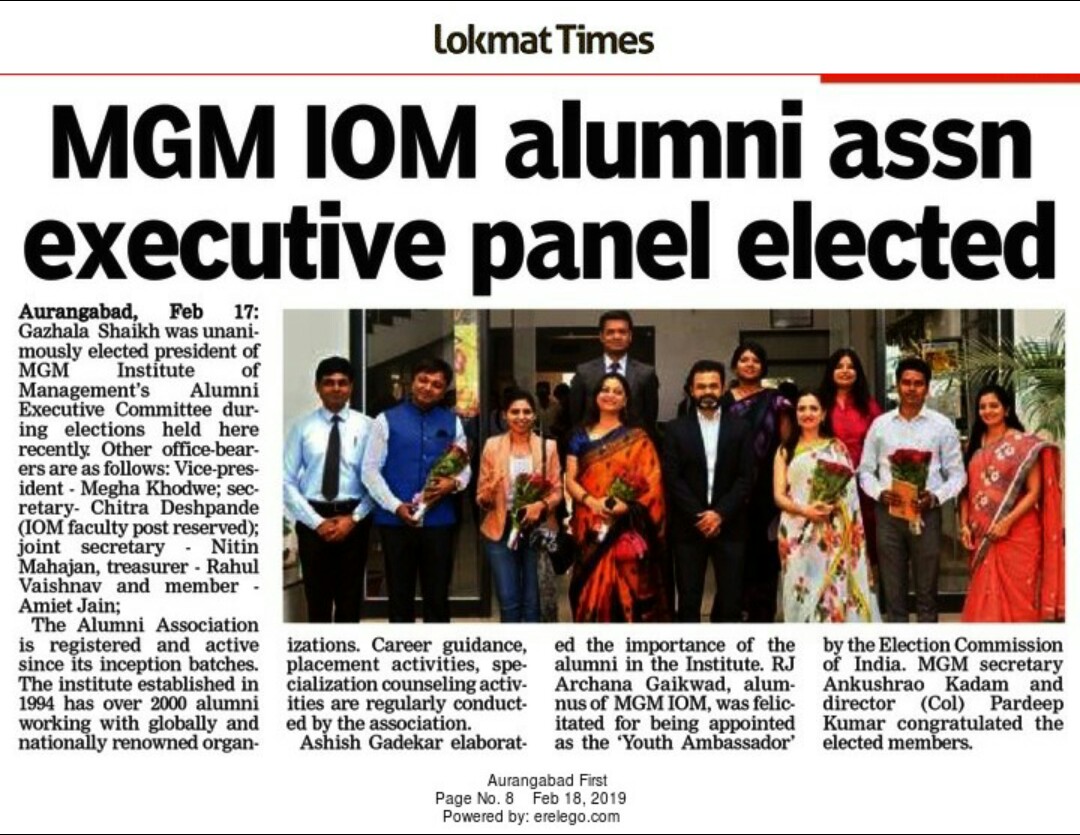 Lokmat Times
MGM IOM alumni assn
executive panel elected
Aurangabad, Feb 17:
Gazhala Shaikh was unani-
mously elected president of
MGM Institute of
Management's Alumni
Executive Committee dur-
ing elections held here
recently. Other office-bear-
ers are as follows: Vice-pres-
ident - Megha Khodwe; sec-
retary- Chitra Deshpande
(IOM faculty post reserved);
joint secretary - Nitin
Mahajan, treasurer - Rahul
Vaishnav and member -
Amiet Jain;
The Alumni Association
is registered and active
since its inception batches.
The institute established in
1994 has over 2000 alumni
working with globally and
nationally renowned organ-
izations. Career guidance,
placement activities, spe-
cialization counseling activ-
ities are regularly conduct-
ed by the association.
Ashish Gadekar elaborat-
ed the importance of the
alumni in the Institute. RJ
Archana Gaikwad, alum-
nus of MGM IOM, was felic-
itated for being appointed
as the 'Youth Ambassador'
by the Election Commission
of India. MGM secretary
Ankushrao Kadam and
director (Col) Pardeep
Kumar congratulated the
elected members.
Aurangabad First
Page No. 8 Feb 18, 2019
Powered by: erelego.com